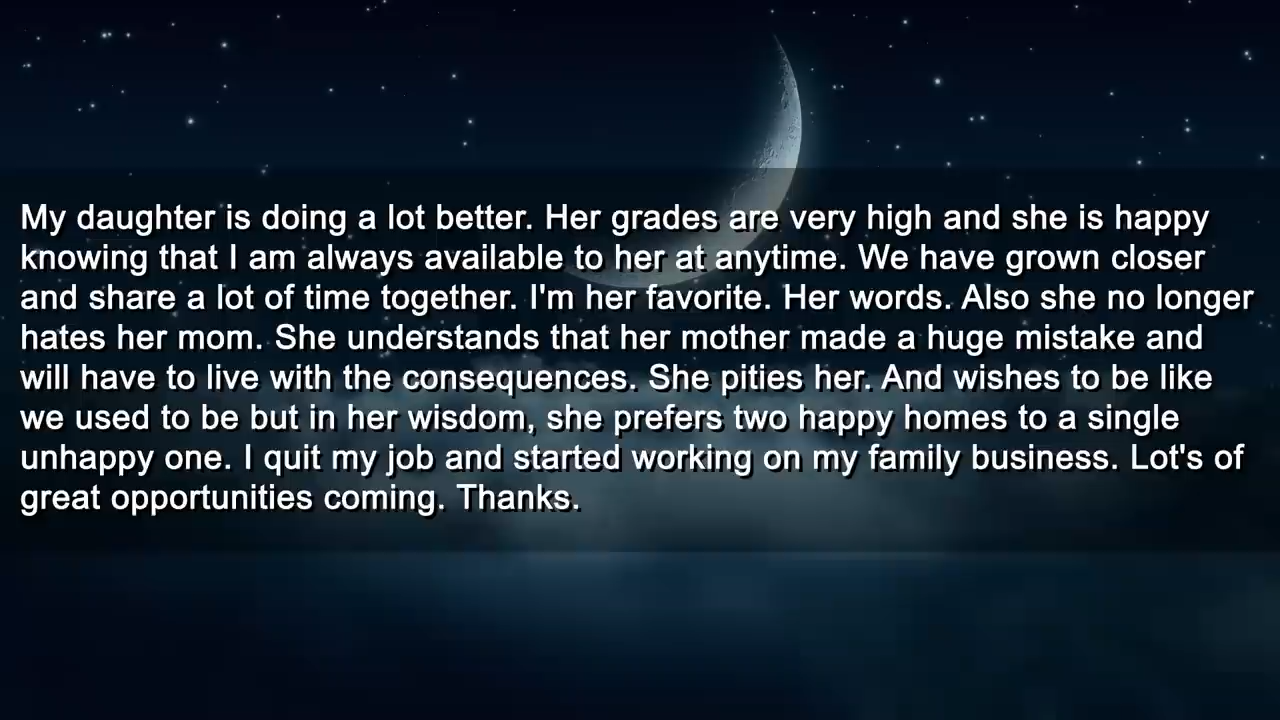 My daughter is doing a lot better. Her grades are very high and she is happy
knowing that I am always available to her at anytime. We have grown closer
and share a lot of time together. I'm her favorite. Her words. Also she no longer
hates her mom. She understands that her mother made a huge mistake and
will have to live with the consequences. She pities her. And wishes to be like
we used to be but in her wisdom, she prefers two happy homes to a single
unhappy one. I quit my job and started working on my family business. Lot's of
great opportunities coming. Thanks.